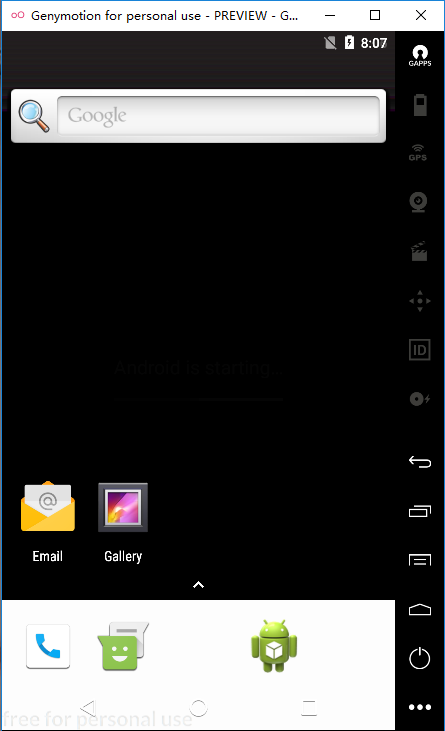 Genymotion for personal use - PREVIEW - G...
8:07
GAPPS
Google
GPS
Android is starting...
ID
Email Gallery
free for personal use